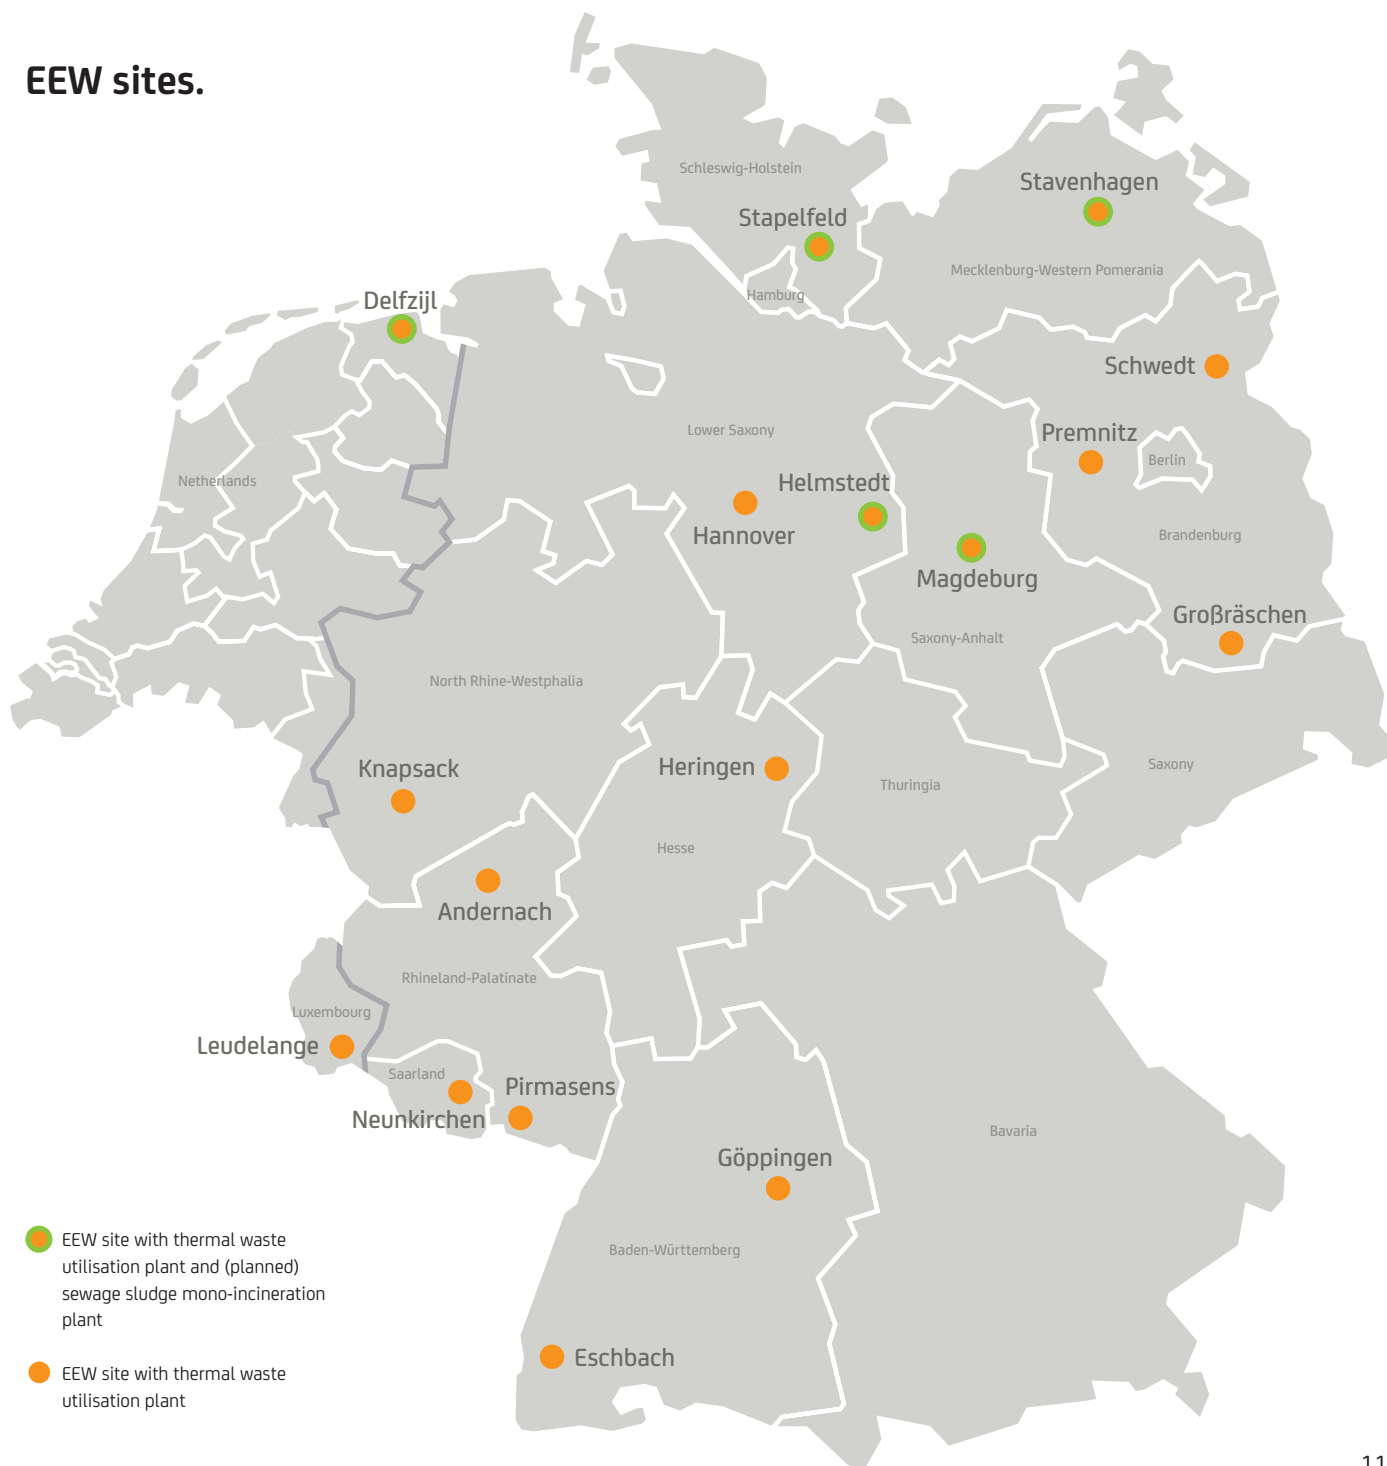 EEW sites.
Schleswig-Holstein
Stavenhagen
Stapelfeld
Mecklenburg-Western Pomerania
Hamburg
Delfzijl
Schwedt
Lower Saxony
Premnitz
Berlin
Netherlands
Helmstedt
Hannover
Brandenburg
Magdeburg
Großräschen
Saxony-Anhalt
North Rhine-Westphalia
Knapsack
Heringen
Saxony
Thuringia
Hesse
Andernach
Rhineland-Palatinate
Luxembourg
Leudelange
Saarland
Pirmasens
Neunkirchen
Bavaria
Göppingen
Baden-Württemberg
Eschbach
EEW site with thermal waste
utilisation plant and (planned)
sewage sludge mono-incineration
plant
EEW site with thermal waste
utilisation plant
11